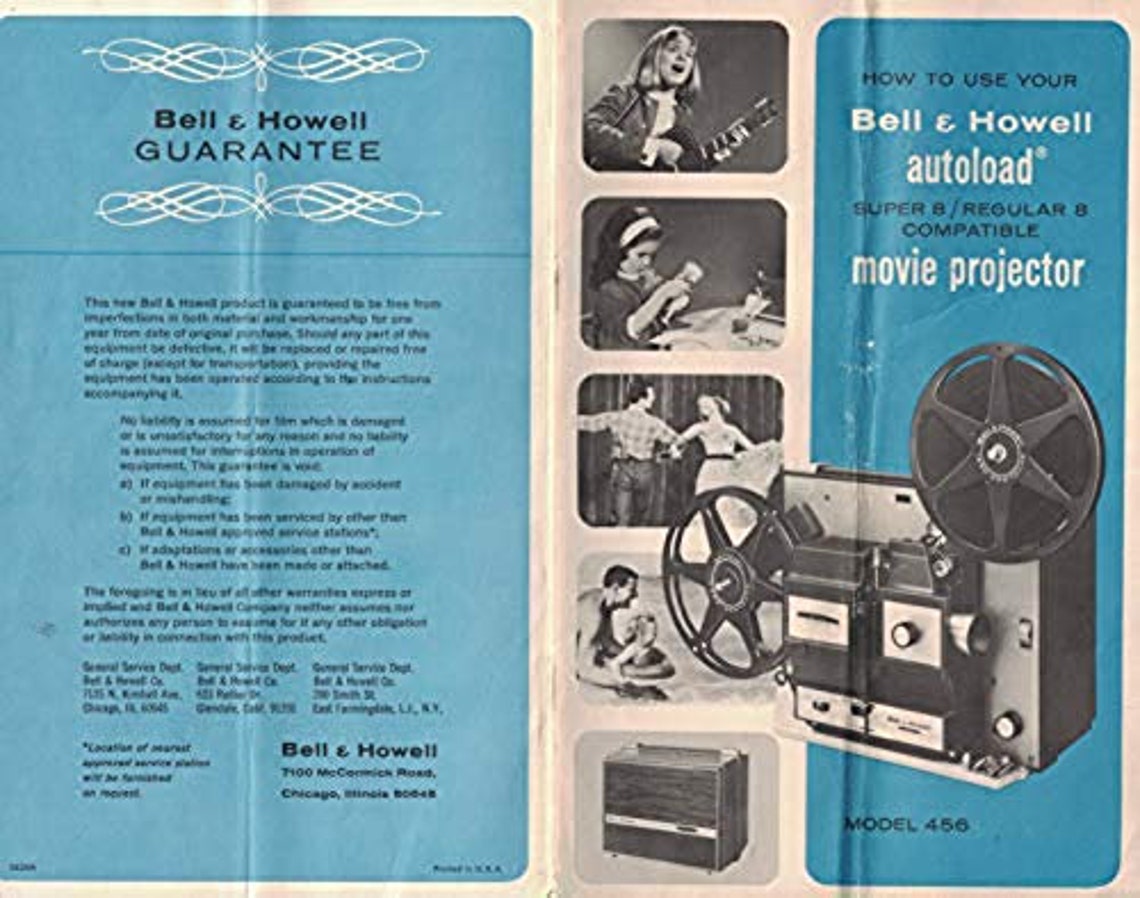 Bell & Howell
GUARANTEE
This new Bell & Howell product is guaranteed to be free from
imperfections in both material and workmanship for one
year from date of original purchase. Should any part of this
equipment be defective, it will be replaced or repaired free
of charge (except for transportation), providing the
equipment has been operated according to the instructions
accompanying it.
No liability is assumed for film which is damaged
or is unsatisfactory for any reason and no liability
is assumed for interruptions in operation of
equipment. This guarantee is void:
a) If equipment has been damaged by accident
or mishandling;
b) If equipment has been serviced by other than
Bell & Howell approved service stations*;
c) If adaptations or accessories other than
Bell & Howell have been made or attached.
The foregoing is in lieu of all other warranties express or
implied and Bell & Howell Company neither assumes nor
authorizes any person to assume for it any other obligation
or liability in connection with this product.
General Service Dept. General Service Dept. General Service Dept.
Bell & Howell Co. Bell & Howell Co. Bell & Howell Co.
N. Kimball Ave. Dr. Smith St.
Chicago, Ill. 60645 Glendale, Calif. East Farmingdale, L.I., N.Y.
*Location of nearest
approved service station
will be furnished
on request.
Bell & Howell
7100 McCormick Road,
Chicago, Illinois 60645
Printed in U.S.A.
HOW TO USE YOUR
Bell & Howell
autoload®
SUPER 8/REGULAR 8
COMPATIBLE
movie projector
MODEL 456